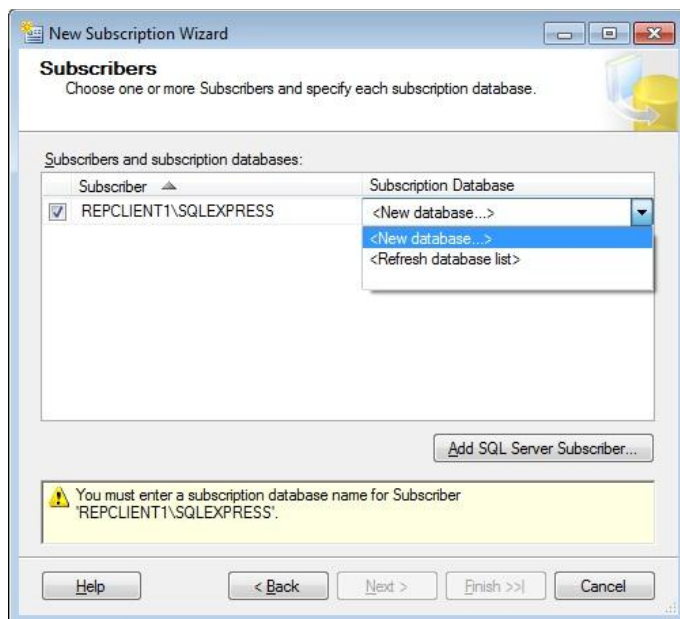 New Subscription Wizard
Subscribers
Choose one or more Subscribers and specify each subscription database.
Subscribers and subscription databases:
Subscriber Subscription Database
REPCLIENT1\SQLEXPRESS <New database...>
<New database...>
<Refresh database list>
Add SQL Server Subscriber...
You must enter a subscription database name for Subscriber
'REPCLIENT1\SQLEXPRESS'.
Help < Back Next > Finish >>| Cancel